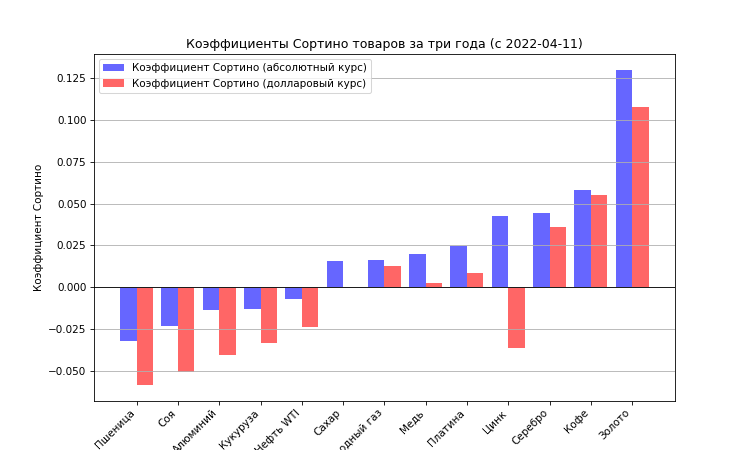 Коэффициенты Сортино товаров за три года (с 2022-04-11)
Коэффициент Сортино (абсолютный курс)
Коэффициент Сортино (долларовый курс)
Коэффициент Сортино
0.125
0.100
0.075
0.050
0.025
0.000
−0.025
−0.050
Пшеница
Соя
Алюминий
Кукуруза
Нефть WTI
Сахар
газ
Медь
Платина
Цинк
Серебро
Кофе
Золото